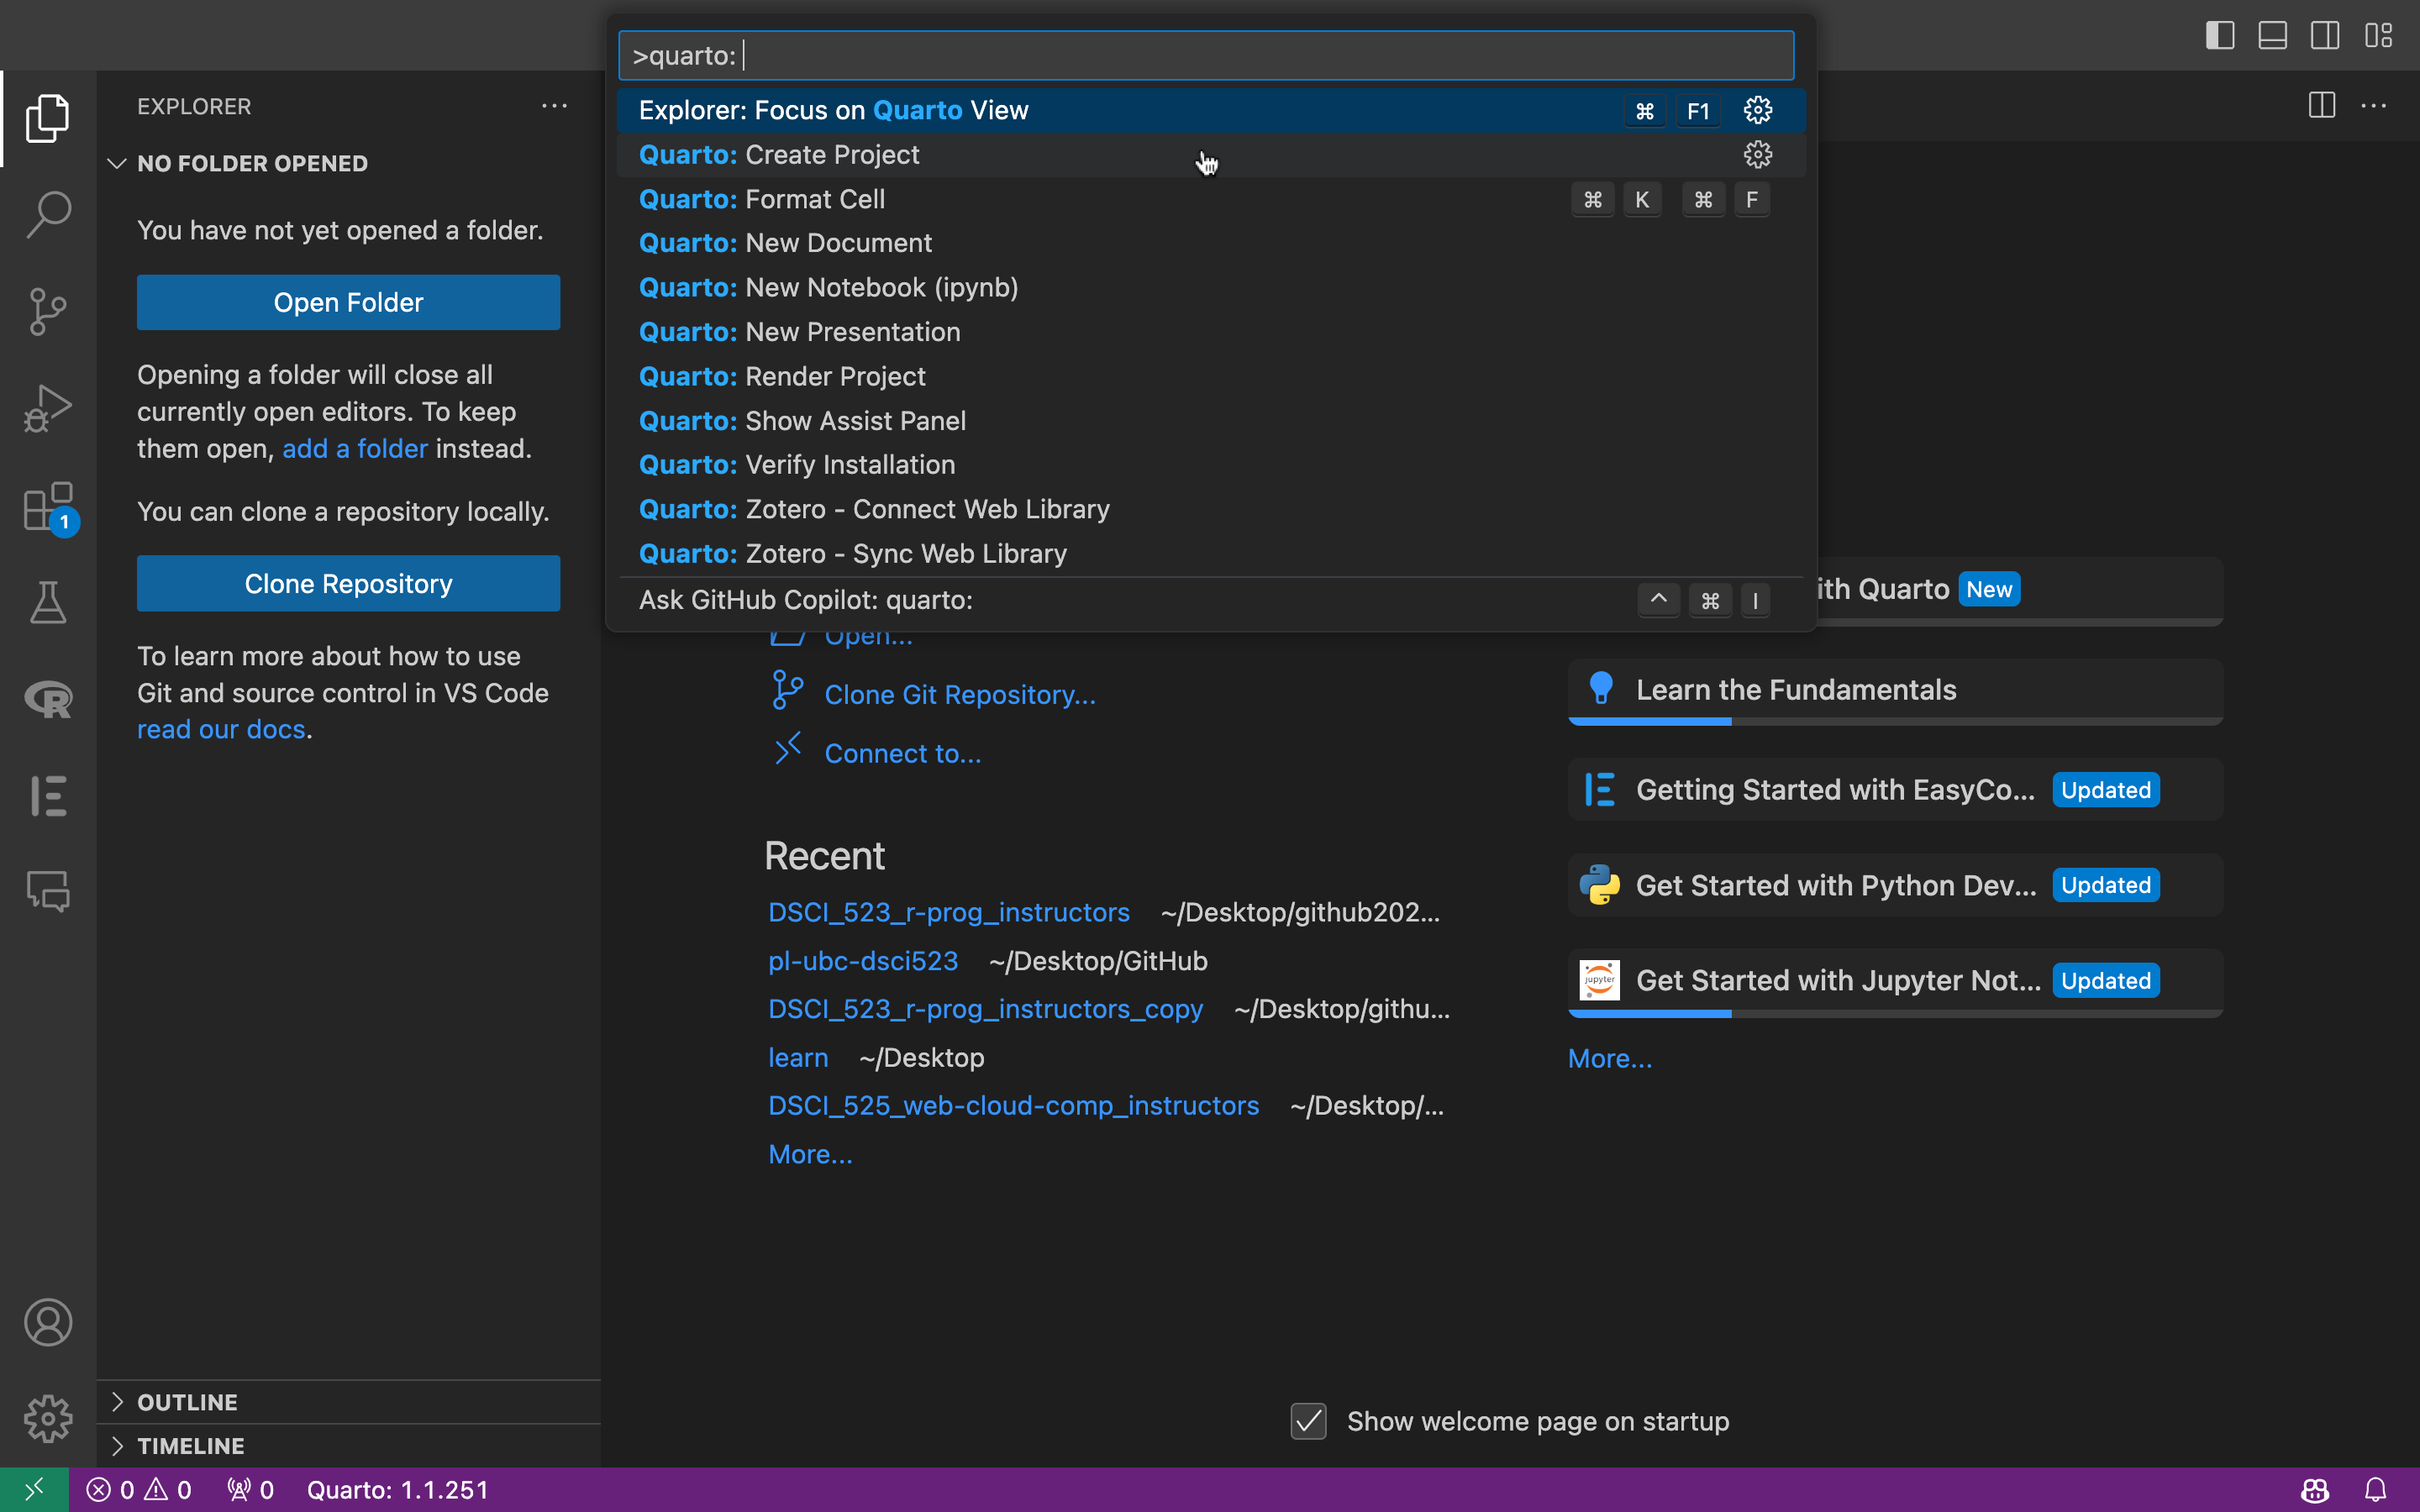 >quarto:
Explorer: Focus on Quarto View ⌘ F1
Quarto: Create Project
Quarto: Format Cell ⌘ K ⌘ F
Quarto: New Document
Quarto: New Notebook (ipynb)
Quarto: New Presentation
Quarto: Render Project
Quarto: Show Assist Panel
Quarto: Verify Installation
Quarto: Zotero - Connect Web Library
Quarto: Zotero - Sync Web Library
Ask GitHub Copilot: quarto: ^ ⌘ I
EXPLORER
NO FOLDER OPENED
You have not yet opened a folder.
Open Folder
Opening a folder will close all
currently open editors. To keep
them open, add a folder instead.
You can clone a repository locally.
Clone Repository
To learn more about how to use
Git and source control in VS Code
read our docs.
1
OUTLINE
TIMELINE
Open...
Clone Git Repository...
Connect to...
Recent
DSCI_523_r-prog_instructors ~/Desktop/github202...
pl-ubc-dsci523 ~/Desktop/GitHub
DSCI_523_r-prog_instructors_copy ~/Desktop/githu...
learn ~/Desktop
DSCI_525_web-cloud-comp_instructors ~/Desktop/...
More...
ith Quarto New
Learn the Fundamentals
Getting Started with EasyCo... Updated
Get Started with Python Dev... Updated
jupyter
Get Started with Jupyter Not... Updated
More...
Show welcome page on startup
0 0 0 Quarto: 1.1.251